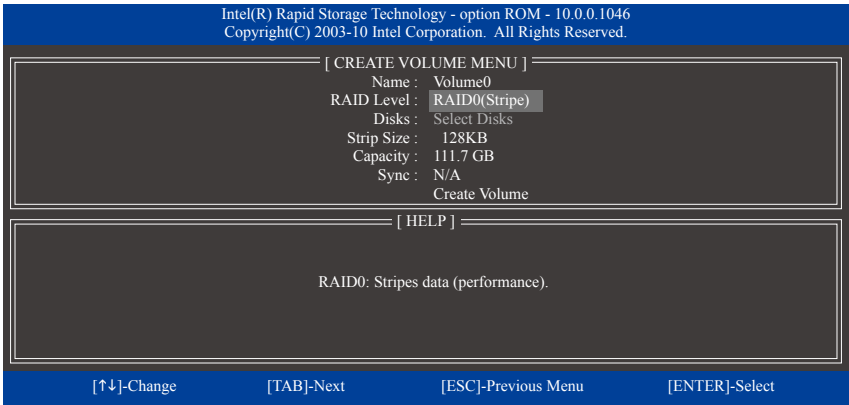 Intel(R) Rapid Storage Technology - option ROM - 10.0.0.1046
Copyright(C) 2003-10 Intel Corporation.  All Rights Reserved.
[ CREATE VOLUME MENU ]
Name : Volume0
RAID Level : RAID0(Stripe)
Disks : Select Disks
Strip Size : 128KB
Capacity : 111.7 GB
Sync : N/A
Create Volume
[ HELP ]
RAID0: Stripes data (performance).
[↑↓]-Change [TAB]-Next [ESC]-Previous Menu [ENTER]-Select